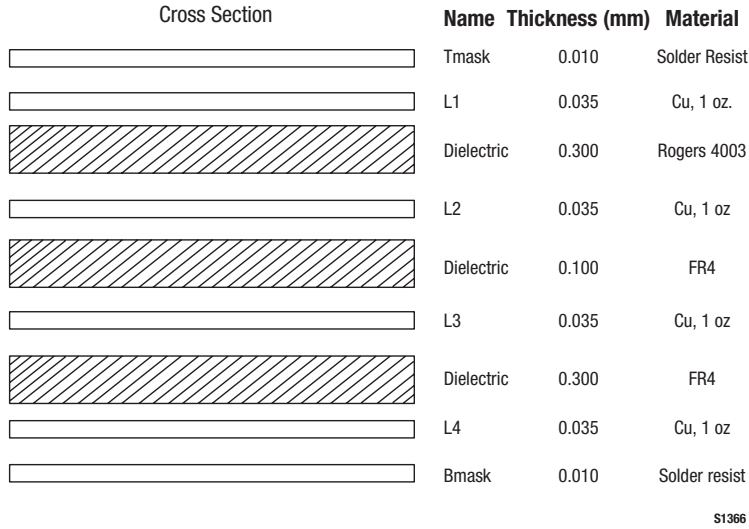 Cross Section Name Thickness (mm) Material
Tmask 0.010 Solder Resist
L1 0.035 Cu, 1 oz.
Dielectric 0.300 Rogers 4003
L2 0.035 Cu, 1 oz
Dielectric 0.100 FR4
L3 0.035 Cu, 1 oz
Dielectric 0.300 FR4
L4 0.035 Cu, 1 oz
Bmask 0.010 Solder resist
S1366